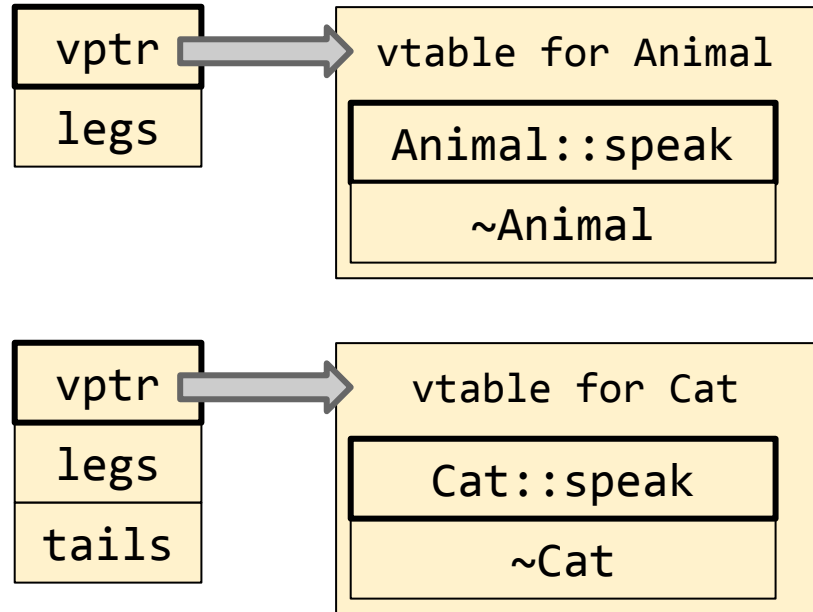 vptr
legs
vtable for Animal
Animal::speak
~Animal
vptr
legs
tails
vtable for Cat
Cat::speak
~Cat